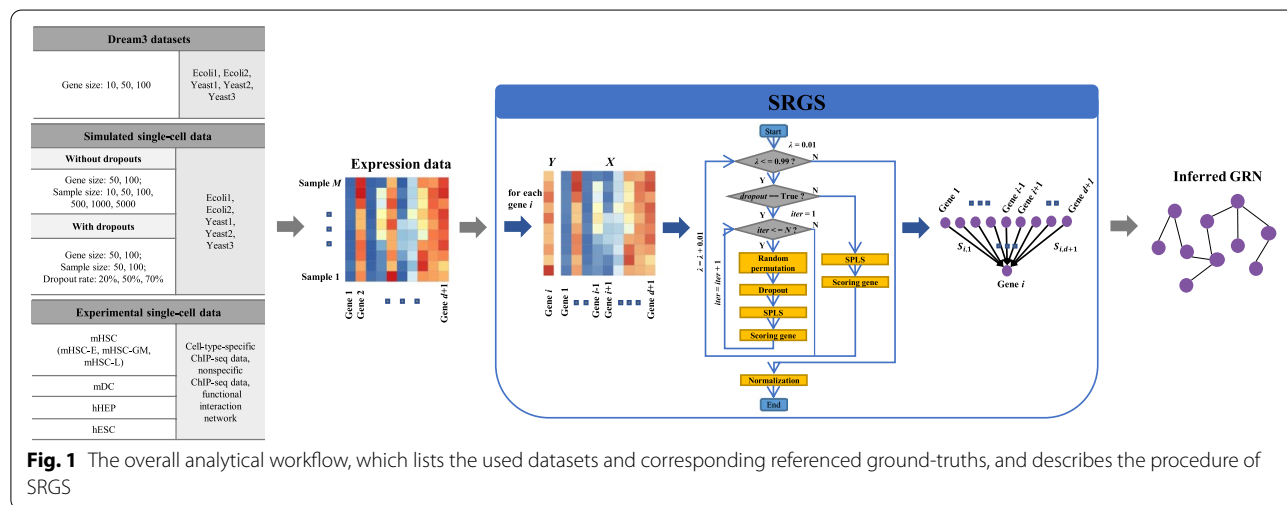 Dream3 datasets
Gene size: 10, 50, 100
Ecoli1, Ecoli2,
Yeast1, Yeast2,
Yeast3
Simulated single-cell data
Without dropouts
Gene size: 50, 100;
Sample size: 10, 50, 100,
500, 1000, 5000
With dropouts
Gene size: 50, 100;
Sample size: 50, 100;
Dropout rate: 20%, 50%, 70%
Ecoli1,
Ecoli2,
Yeast1,
Yeast2,
Yeast3
Experimental single-cell data
mHSC
(mHSC-E, mHSC-GM,
mHSC-L)
mDC
hHEP
hESC
Cell-type-specific
ChIP-seq data,
nonspecific
ChIP-seq data,
functional
interaction
network
Expression data
Sample M
Sample 1
Gene 1
Gene 2
Gene d+1
SRGS
for each
gene i
Y
X
Gene i
Gene 1
Gene i-1
Gene i+1
Gene d+1
Start
λ = 0.01
λ <= 0.99 ?
N
Y
dropout == True ?
N
Y
iter = 1
iter <= N ?
N
Y
Random
permutation
Dropout
SPLS
Scoring gene
SPLS
Scoring gene
λ = λ + 0.01
iter = iter + 1
Normalization
End
Gene 1
Gene i-1
Gene i+1
Gene d+1
Si,1
Si,d+1
Gene i
Inferred GRN
Fig. 1 The overall analytical workflow, which lists the used datasets and corresponding referenced ground-truths, and describes the procedure of
SRGS